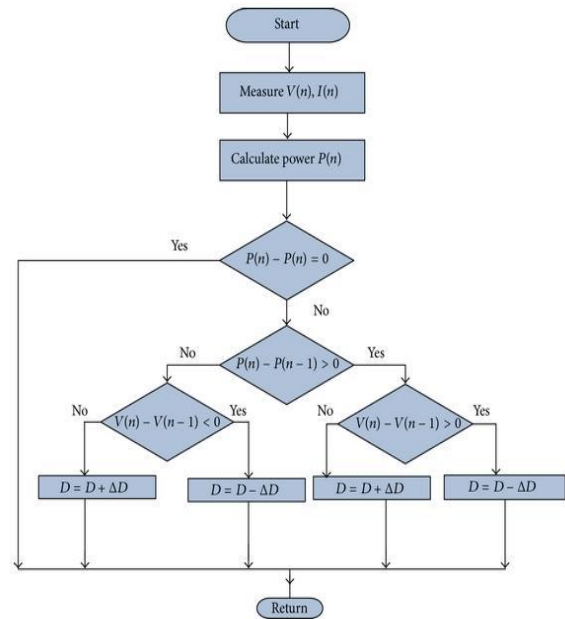 Start
Measure V(n), I(n)
Calculate power P(n)
Yes
P(n) − P(n) = 0
No
No
P(n) − P(n − 1) > 0
Yes
No
V(n) − V(n − 1) < 0
Yes
No
V(n) − V(n − 1) > 0
Yes
D = D + ΔD
D = D − ΔD
D = D + ΔD
D = D − ΔD
Return